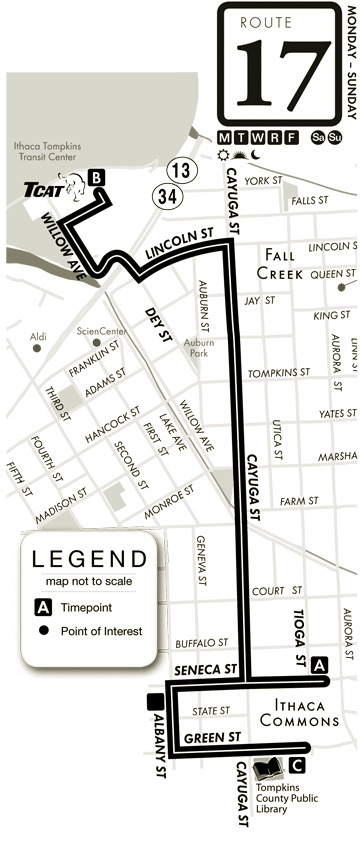 ROUTE
17
MONDAY – SUNDAY
M T W R F Sa Su
Ithaca Tompkins
Transit Center
TCAT
B
13
34
WILLOW AVE
LINCOLN ST
CAYUGA ST
YORK ST
FALLS ST
FALL
CREEK
LINCOLN S
QUEEN ST
JAY ST
KING ST
AUBURN ST
DEY ST
Auburn
Park
Aldi
ScienCenter
FRANKLIN ST
ADAMS ST
THIRD ST
HANCOCK ST
LAKE AVE
FIRST ST
WILLOW AVE
SECOND ST
FOURTH ST
FIFTH ST
MADISON ST
MONROE ST
TOMPKINS ST
AURORA ST
LINN ST
YATES ST
UTICA ST
MARSHA
CAYUGA ST
FARM ST
GENEVA ST
COURT ST
TIOGA ST
AURORA ST
BUFFALO ST
SENECA ST
A
STATE ST
ITHACA
COMMONS
ALBANY ST
GREEN ST
CAYUGA ST
C
Tompkins
County Public
Library
LEGEND
map not to scale
A Timepoint
Point of Interest